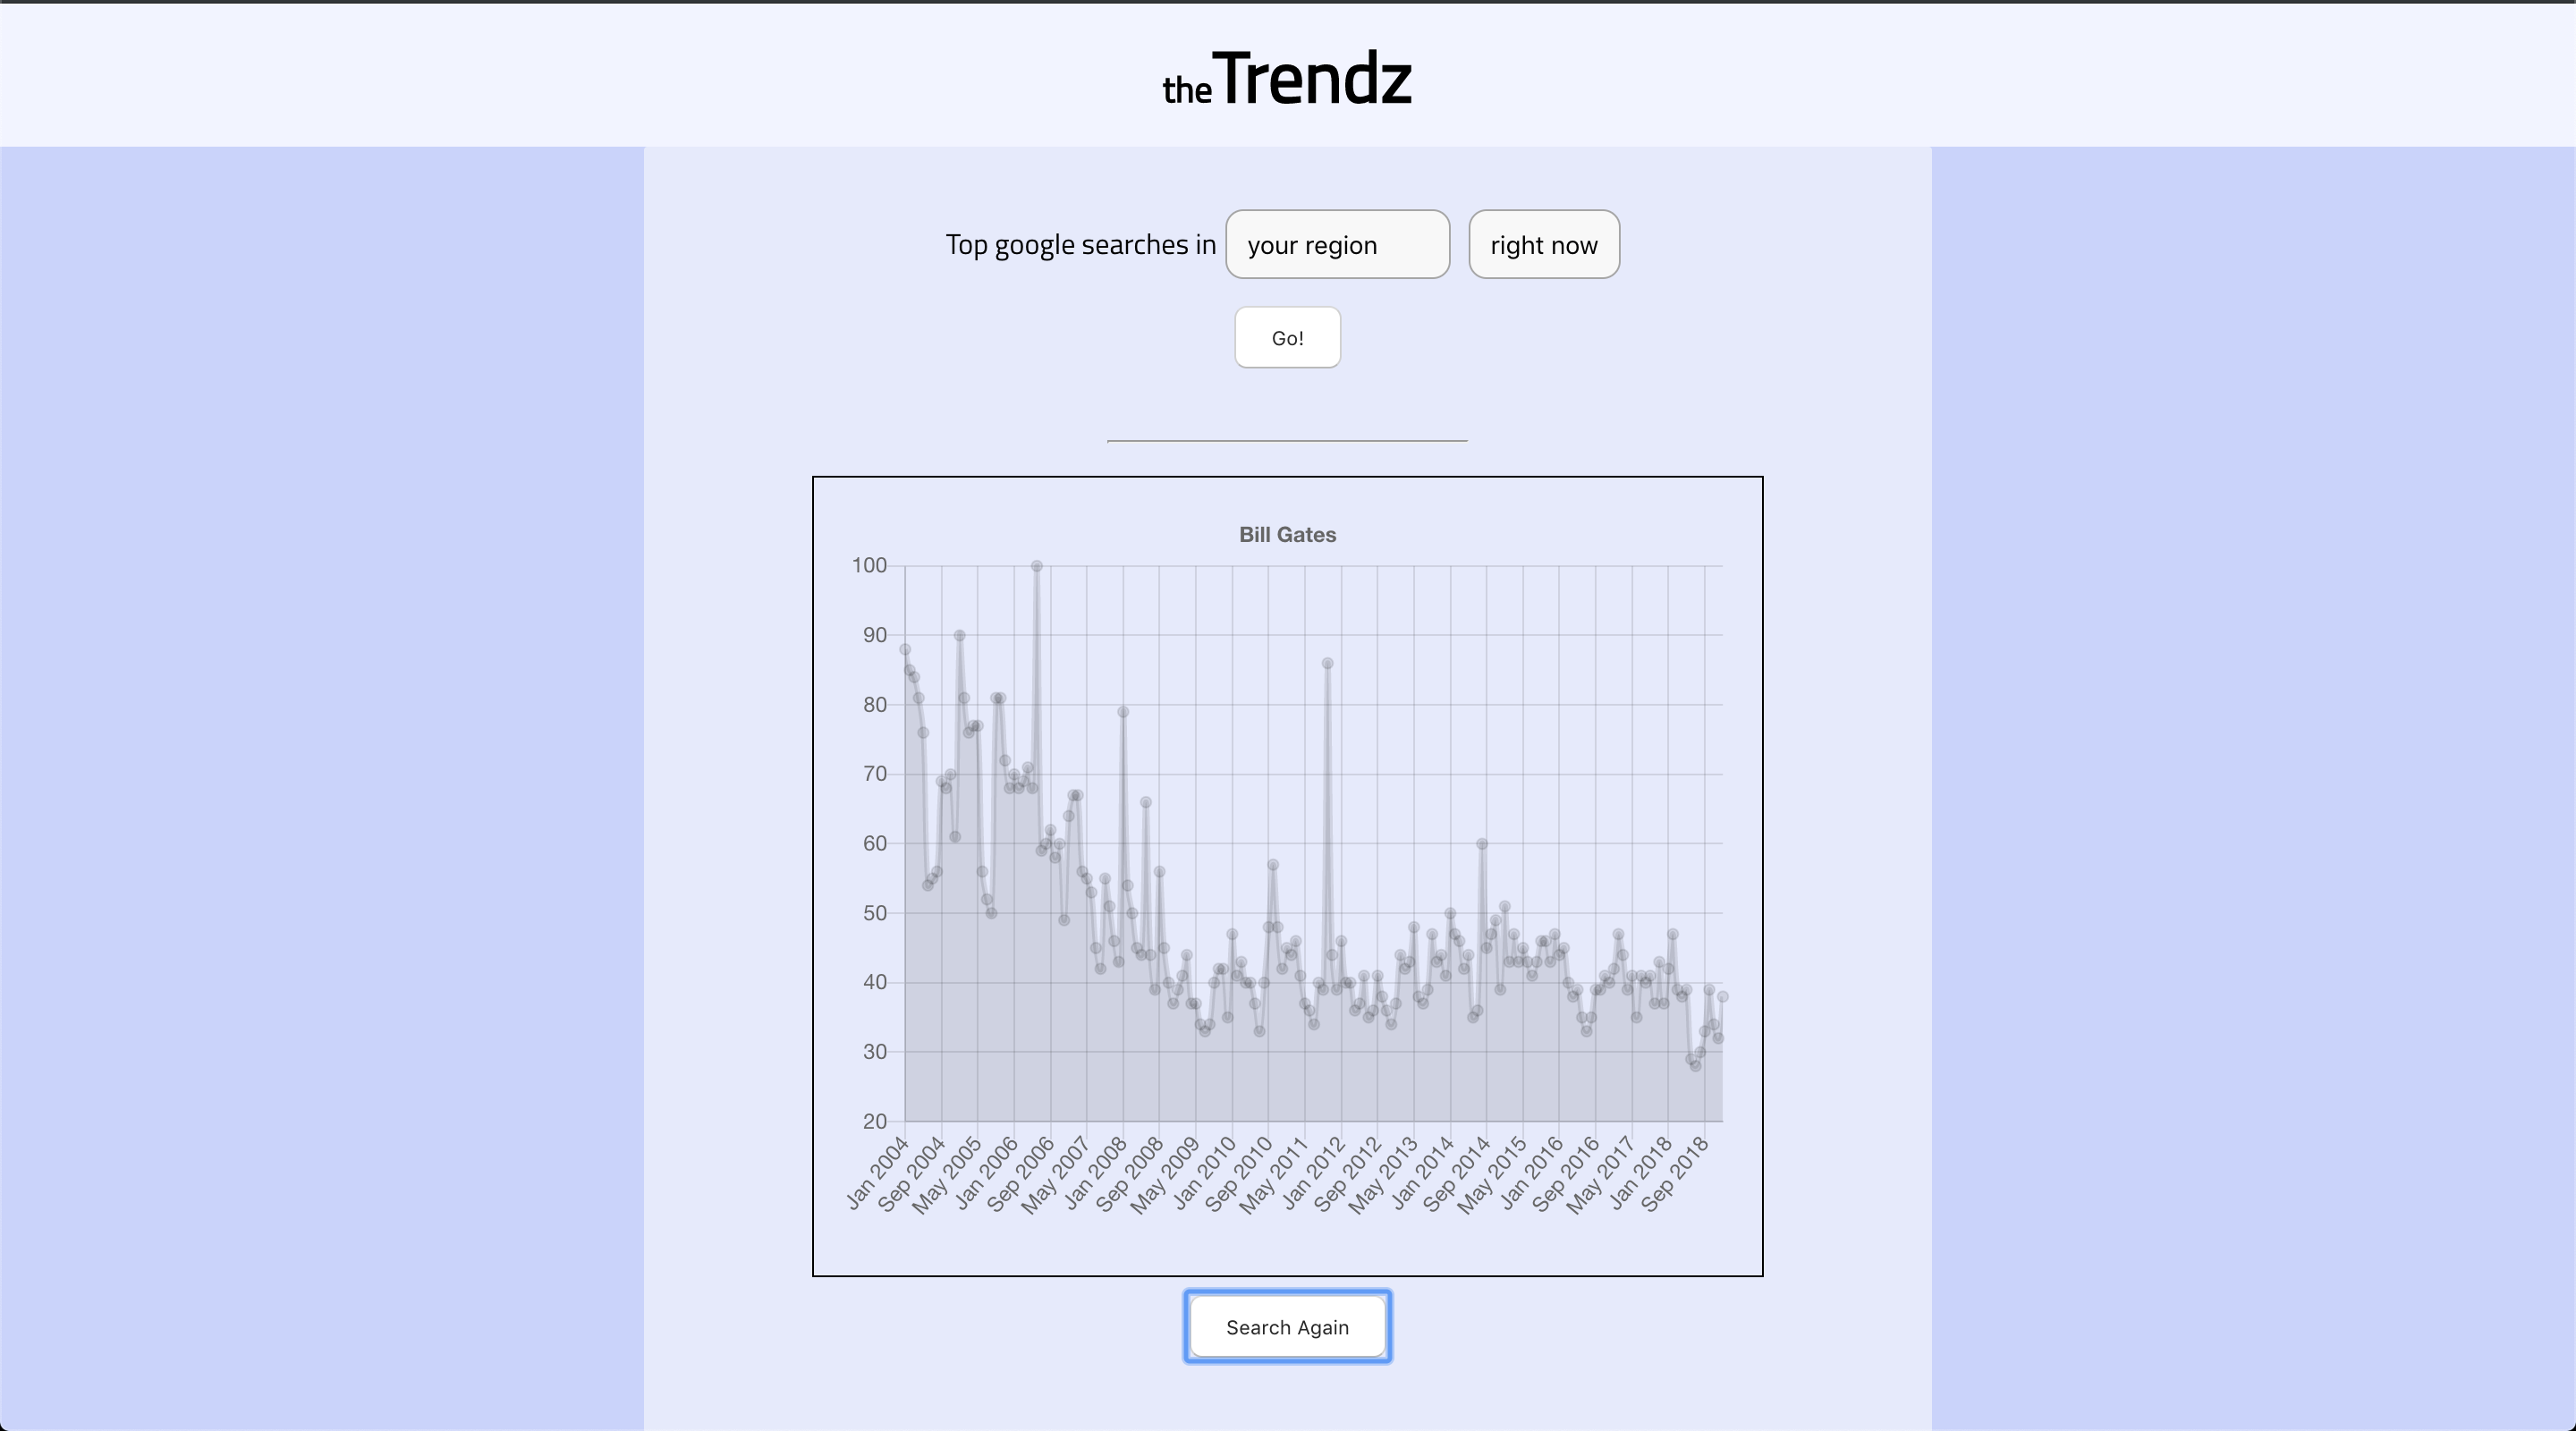 theTrendz
Top google searches in your region right now
Go!
Bill Gates
100
90
80
70
60
50
40
30
20
Jan 2004
Sep 2004
May 2005
Jan 2006
Sep 2006
May 2007
Jan 2008
Sep 2008
May 2009
Jan 2010
Sep 2010
May 2011
Jan 2012
Sep 2012
May 2013
Jan 2014
Sep 2014
May 2015
Jan 2016
Sep 2016
May 2017
Jan 2018
Sep 2018
Search Again